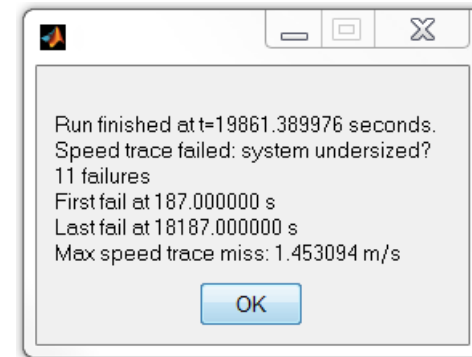 Run finished at t=19861.389976 seconds.
Speed trace failed: system undersized?
11 failures
First fail at 187.000000 s
Last fail at 18187.000000 s
Max speed trace miss: 1.453094 m/s
OK